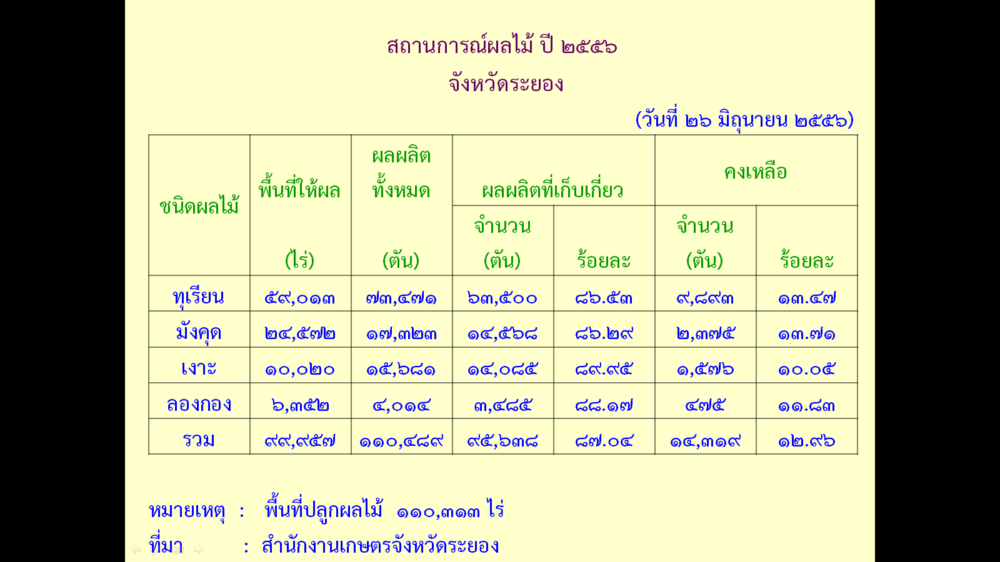 สถานการณ์ผลไม้ ปี ๒๕๕๖
จังหวัดระยอง
(วันที่ ๒๖ มิถุนายน ๒๕๕๖)
ชนิดผลไม้ พื้นที่ให้ผล (ไร่) ผลผลิตทั้งหมด (ตัน) ผลผลิตที่เก็บเกี่ยว คงเหลือ
จำนวน (ตัน) ร้อยละ จำนวน (ตัน) ร้อยละ
ทุเรียน ๕๙,๐๑๓ ๗๓,๔๗๑ ๖๓,๕๐๐ ๘๖.๕๓ ๙,๘๙๓ ๑๓.๔๗
มังคุด ๒๔,๕๗๒ ๑๗,๓๒๓ ๑๔,๕๖๘ ๘๖.๒๙ ๒,๓๗๕ ๑๓.๗๑
เงาะ ๑๐,๐๒๐ ๑๕,๖๘๑ ๑๔,๐๘๕ ๘๙.๙๕ ๑,๕๗๖ ๑๐.๐๕
ลองกอง ๖,๓๕๒ ๔,๐๑๔ ๓,๔๘๕ ๘๘.๑๗ ๔๗๕ ๑๑.๘๓
รวม ๙๙,๙๕๗ ๑๑๐,๔๘๙ ๙๕,๖๓๘ ๘๗.๐๔ ๑๔,๓๑๙ ๑๒.๙๖
หมายเหตุ : พื้นที่ปลูกผลไม้ ๑๑๐,๓๑๓ ไร่
ที่มา : สำนักงานเกษตรจังหวัดระยอง